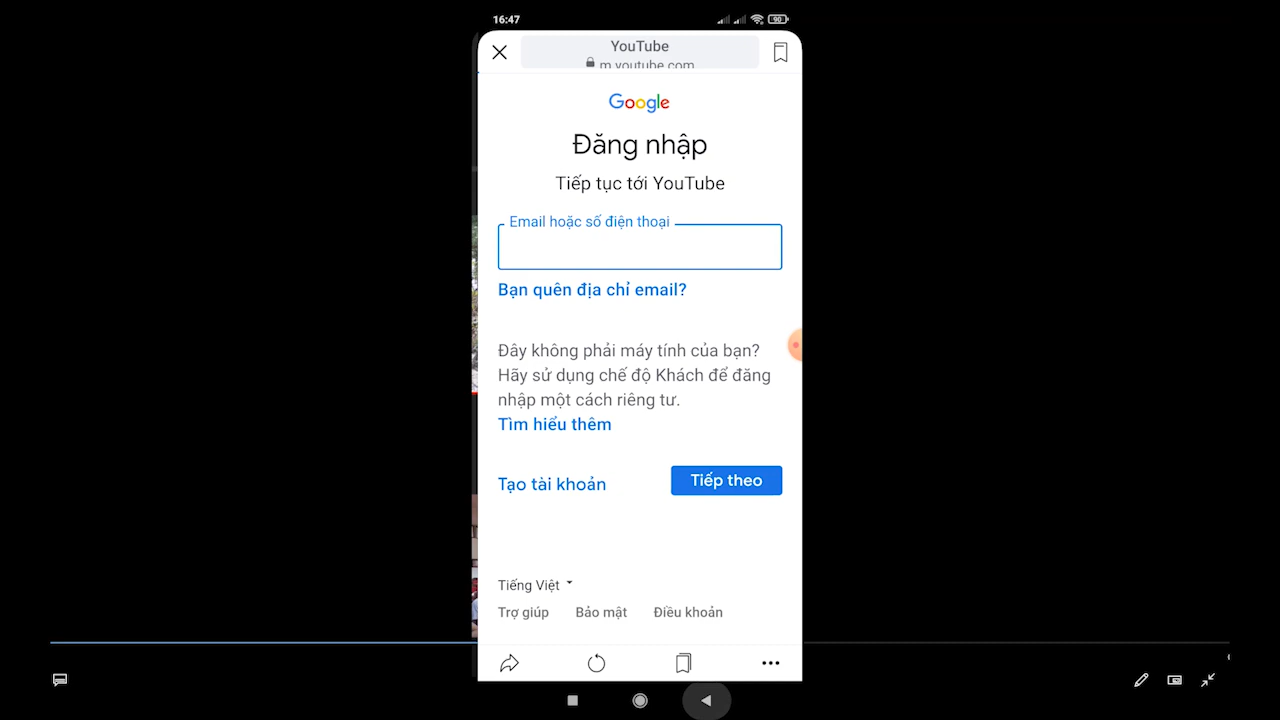 16:47
90
YouTube
m.youtube.com
Google
Đăng nhập
Tiếp tục tới YouTube
Email hoặc số điện thoại
Bạn quên địa chỉ email?
Đây không phải máy tính của bạn?
Hãy sử dụng chế độ Khách để đăng
nhập một cách riêng tư.
Tìm hiểu thêm
Tạo tài khoản
Tiếp theo
Tiếng Việt
Trợ giúp
Bảo mật
Điều khoản